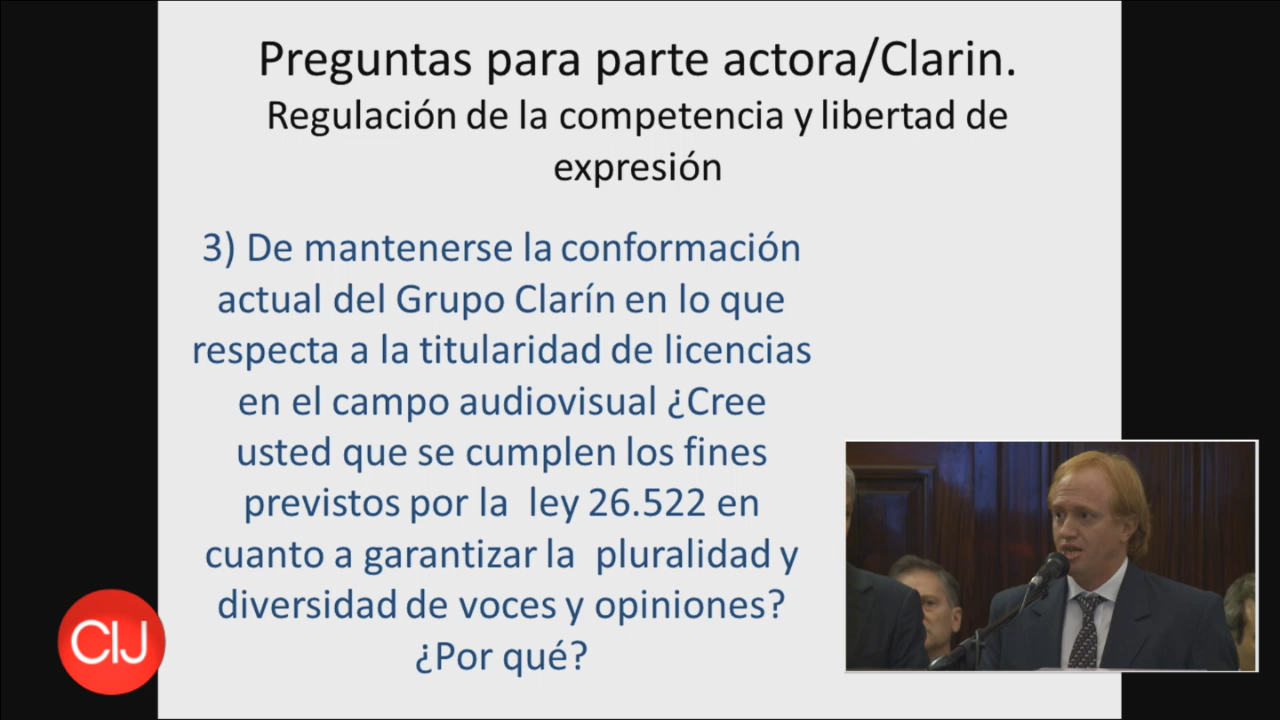 Preguntas para parte actora/Clarin.
Regulación de la competencia y libertad de
expresión
3) De mantenerse la conformación
actual del Grupo Clarín en lo que
respecta a la titularidad de licencias
en el campo audiovisual ¿Cree
usted que se cumplen los fines
previstos por la ley 26.522 en
cuanto a garantizar la pluralidad y
diversidad de voces y opiniones?
¿Por qué?
CIJ